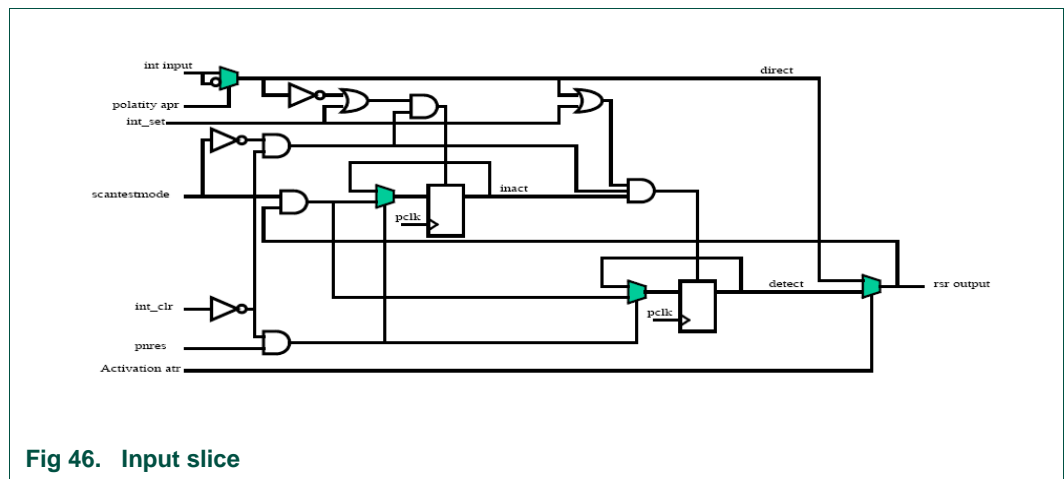 int input
direct
polatity apr
int_set
scantestmode
inact
pclk
int_clr
detect
rsr output
pclk
pnres
Activation atr
Fig 46. Input slice